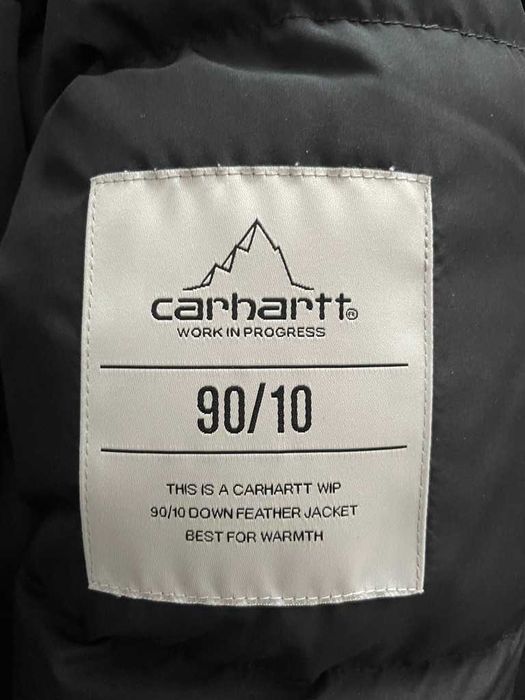 carhartt®
WORK IN PROGRESS
90/10
THIS IS A CARHARTT WIP
90/10 DOWN FEATHER JACKET
BEST FOR WARMTH